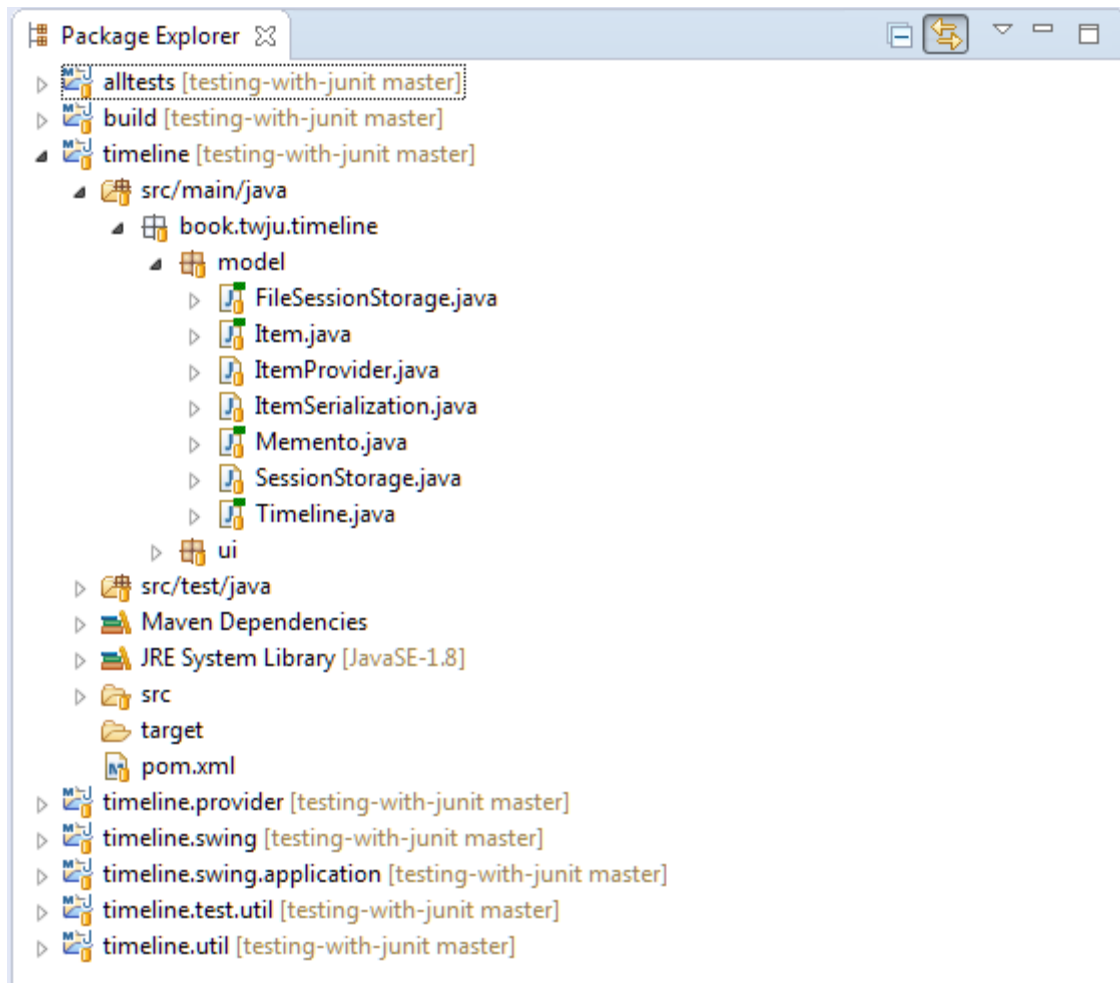 Package Explorer
alltests [testing-with-junit master]
build [testing-with-junit master]
timeline [testing-with-junit master]
src/main/java
book.twju.timeline
model
FileSessionStorage.java
Item.java
ItemProvider.java
ItemSerialization.java
Memento.java
SessionStorage.java
Timeline.java
ui
src/test/java
Maven Dependencies
JRE System Library [JavaSE-1.8]
src
target
pom.xml
timeline.provider [testing-with-junit master]
timeline.swing [testing-with-junit master]
timeline.swing.application [testing-with-junit master]
timeline.test.util [testing-with-junit master]
timeline.util [testing-with-junit master]